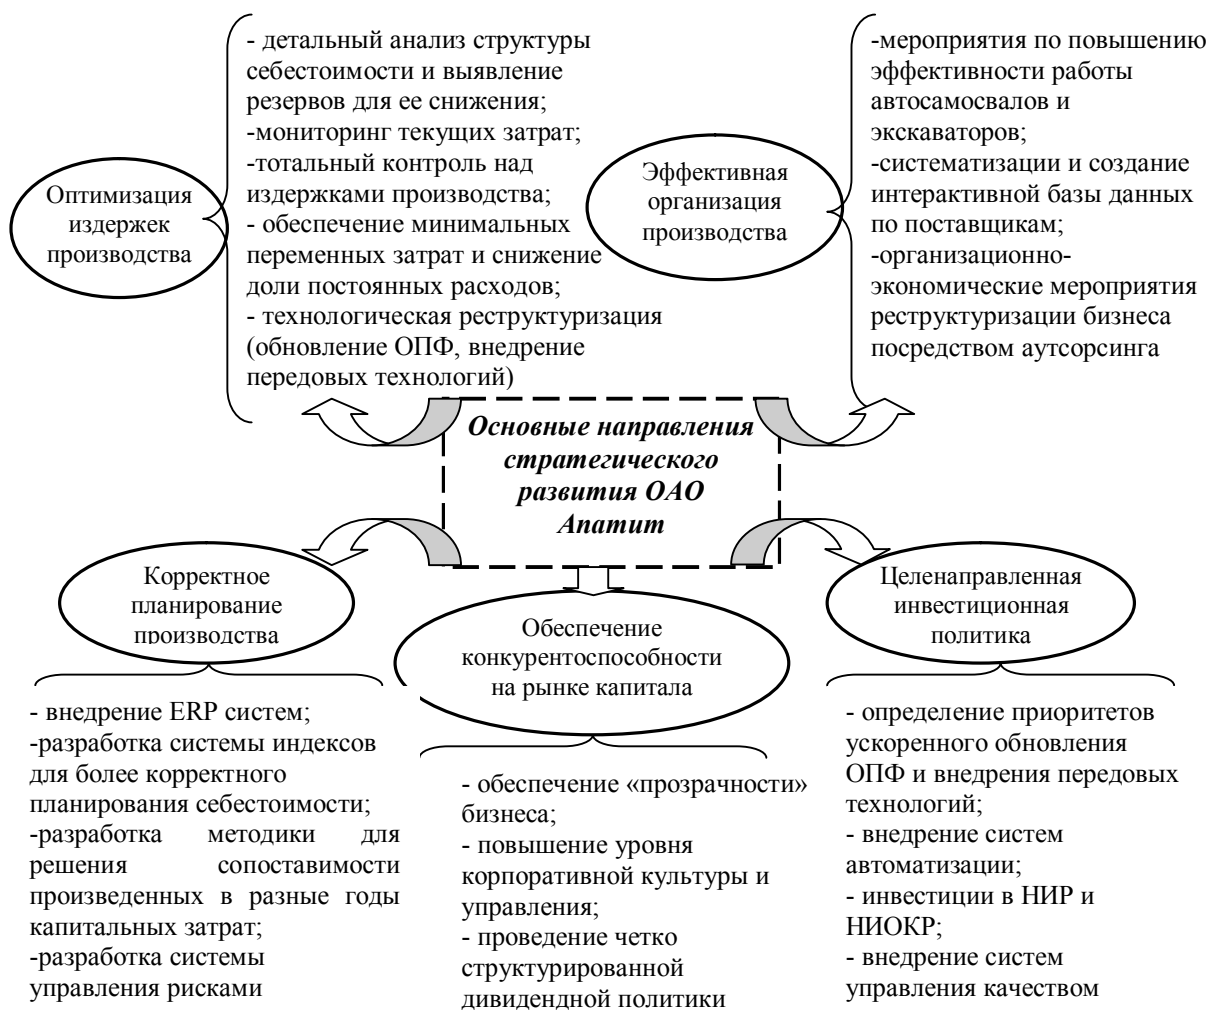 Оптимизация
издержек
производства
- детальный анализ структуры
себестоимости и выявление
резервов для ее снижения;
-мониторинг текущих затрат;
-тотальный контроль над
издержками производства;
- обеспечение минимальных
переменных затрат и снижение
доли постоянных расходов;
- технологическая реструктуризация
(обновление ОПФ, внедрение
передовых технологий)
Эффективная
организация
производства
-мероприятия по повышению
эффективности работы
автосамосвалов и
экскаваторов;
-систематизации и создание
интерактивной базы данных
по поставщикам;
-организационно-
экономические мероприятия
реструктуризации бизнеса
посредством аутсорсинга
Основные направления
стратегического
развития ОАО
Апатит
Корректное
планирование
производства
- внедрение ERP систем;
-разработка системы индексов
для более корректного
планирования себестоимости;
-разработка методики для
решения сопоставимости
произведенных в разные годы
капитальных затрат;
-разработка системы
управления рисками
Обеспечение
конкурентоспособности
на рынке капитала
- обеспечение «прозрачности»
бизнеса;
- повышение уровня
корпоративной культуры и
управления;
- проведение четко
структурированной
дивидендной политики
Целенаправленная
инвестиционная
политика
- определение приоритетов
ускоренного обновления
ОПФ и внедрения передовых
технологий;
- внедрение систем
автоматизации;
- инвестиции в НИР и
НИОКР;
- внедрение систем
управления качеством